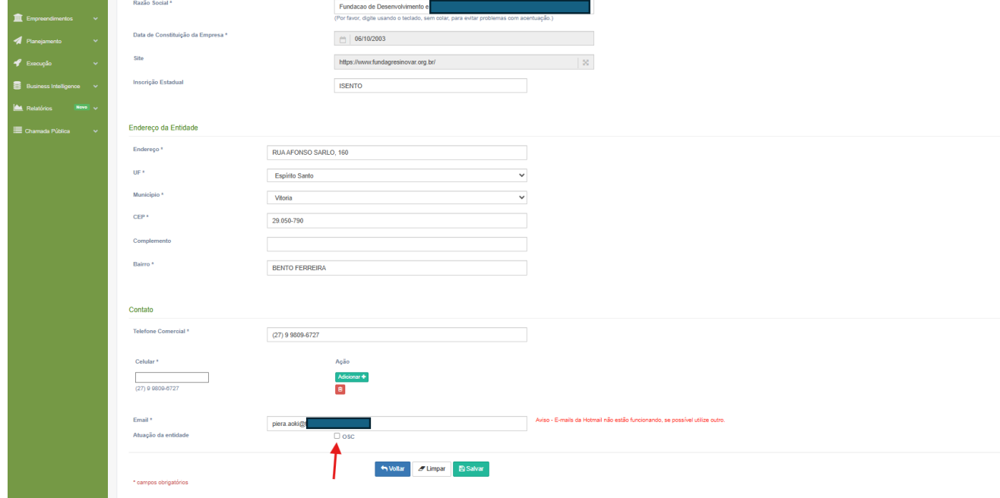 Razão Social *
Fundacao de Desenvolvimento e
(Por favor, digite usando o teclado, sem colar, para evitar problemas com acentuação.)
Empreendimentos
Data de Constituição da Empresa *
06/10/2003
Planejamento
Site
https://www.fundagresinovar.org.br/
Execução
Inscrição Estadual
ISENTO
Business Intelligence
Relatórios
Novo
Chamada Pública
Endereço da Entidade
Endereço *
RUA AFONSO SARLO, 160
UF *
Espírito Santo
Município *
Vitoria
CEP *
29.050-790
Complemento
Bairro *
BENTO FERREIRA
Contato
Telefone Comercial *
(27) 9 9809-6727
Celular *
Ação
Adicionar +
(27) 9 9809-6727
Email *
piera.aoki@
Aviso - E-mails da Hotmail não estão funcionando, se possível utilize outro.
Atuação da entidade
OSC
Voltar
Limpar
Salvar
* campos obrigatórios